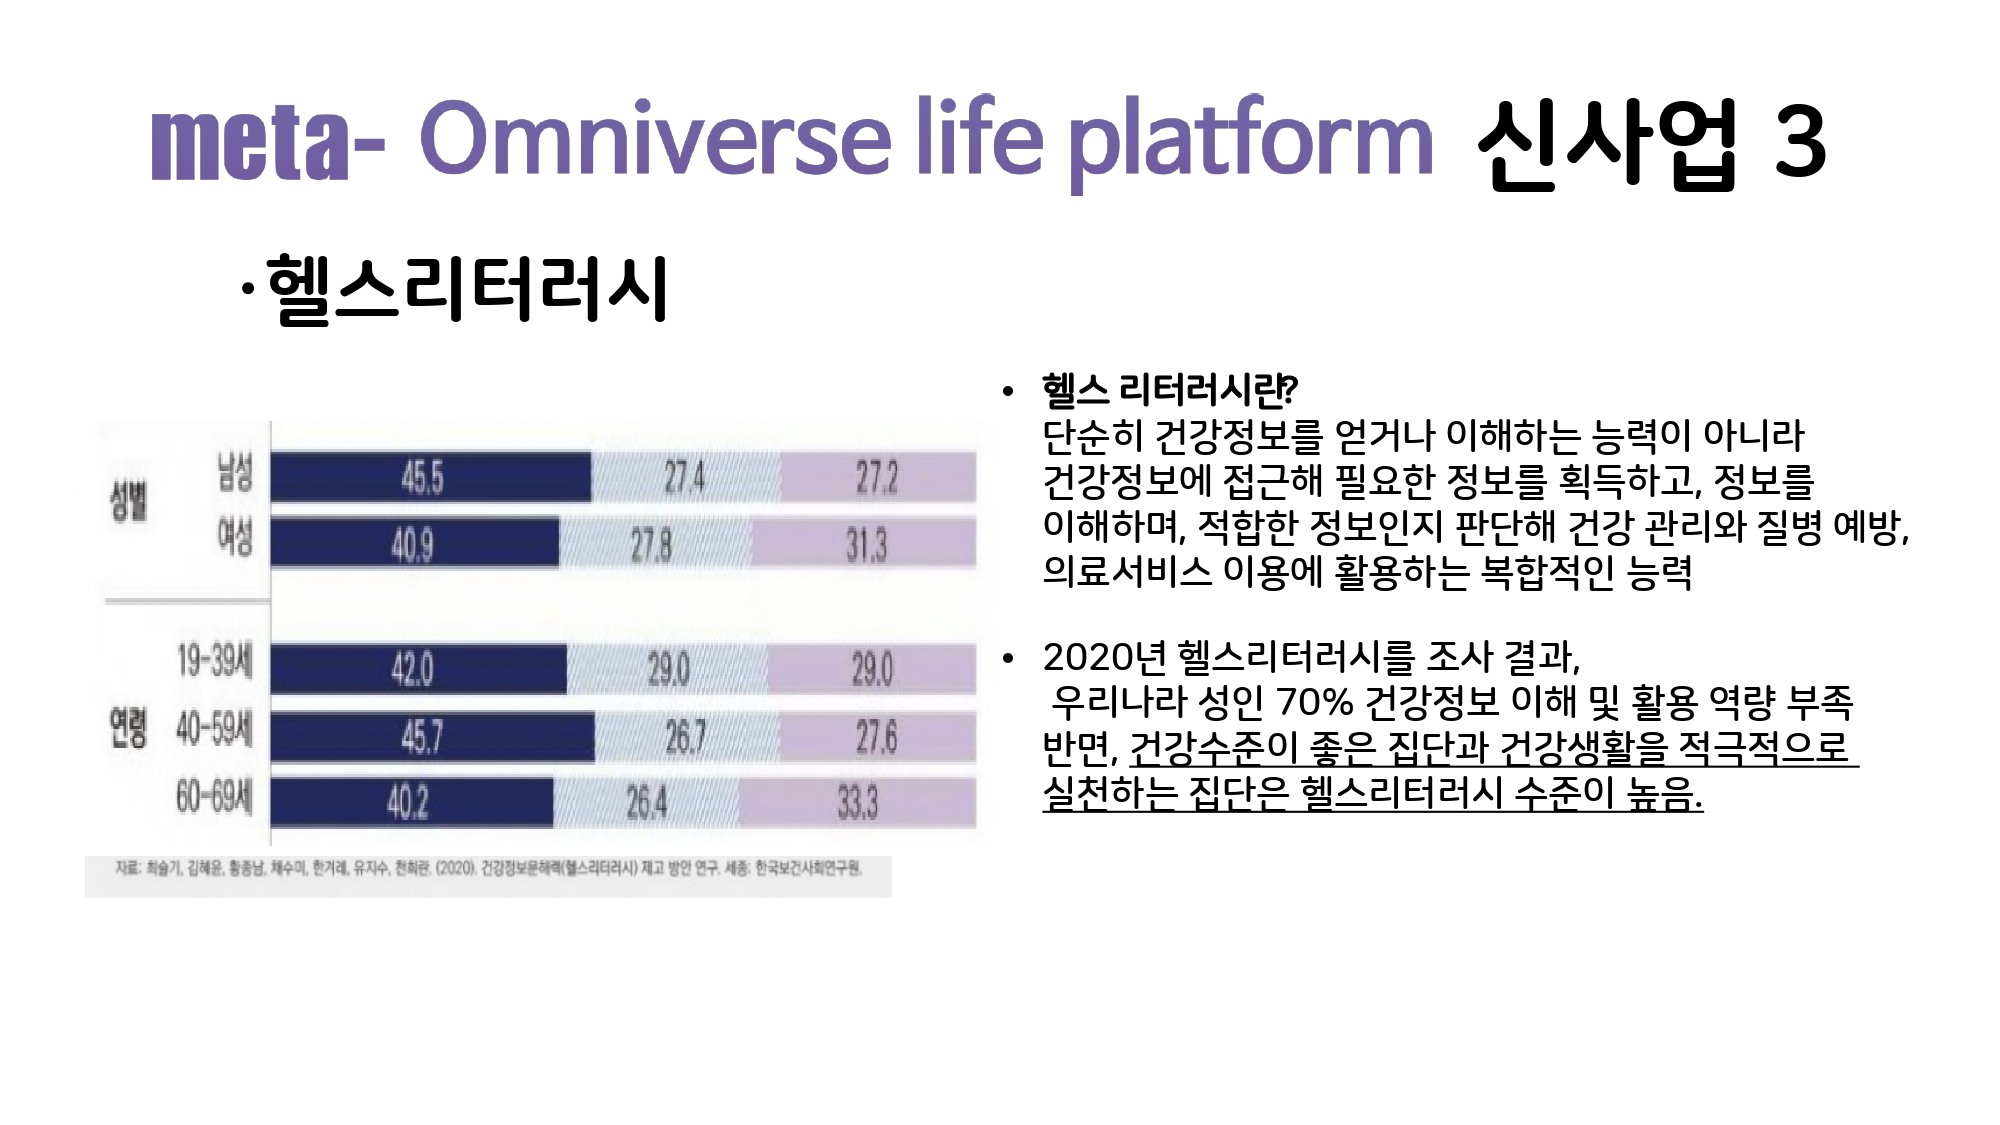 meta- Omniverse life platform 신사업 3
·헬스리터러시
성별
남성 45.5 27.4 27.2
여성 40.9 27.8 31.3
연령
19-39세 42.0 29.0 29.0
40-59세 45.7 26.7 27.6
60-69세 40.2 26.4 33.3
자료: 최슬기, 김혜윤, 황종남, 채수미, 한겨레, 유지수, 천희란. (2020). 건강정보문해력(헬스리터러시) 제고 방안 연구. 세종: 한국보건사회연구원.
• 헬스 리터러시란?
단순히 건강정보를 얻거나 이해하는 능력이 아니라
건강정보에 접근해 필요한 정보를 획득하고, 정보를
이해하며, 적합한 정보인지 판단해 건강 관리와 질병 예방,
의료서비스 이용에 활용하는 복합적인 능력
• 2020년 헬스리터러시를 조사 결과,
우리나라 성인 70% 건강정보 이해 및 활용 역량 부족
반면, 건강수준이 좋은 집단과 건강생활을 적극적으로
실천하는 집단은 헬스리터러시 수준이 높음.